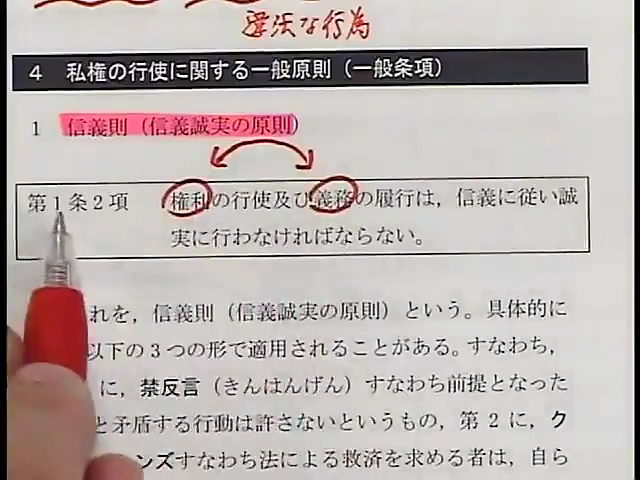 違法な行為
4 私権の行使に関する一般原則（一般条項）
1 信義則（信義誠実の原則）
第1条2項 権利の行使及び義務の履行は，信義に従い誠
実に行わなければならない。
れを，信義則（信義誠実の原則）という。具体的に
以下の3つの形で適用されることがある。すなわち，
に，禁反言（きんはんげん）すなわち前提となった
と矛盾する行動は許さないというもの，第2に，ク
ンズすなわち法による救済を求める者は，自ら